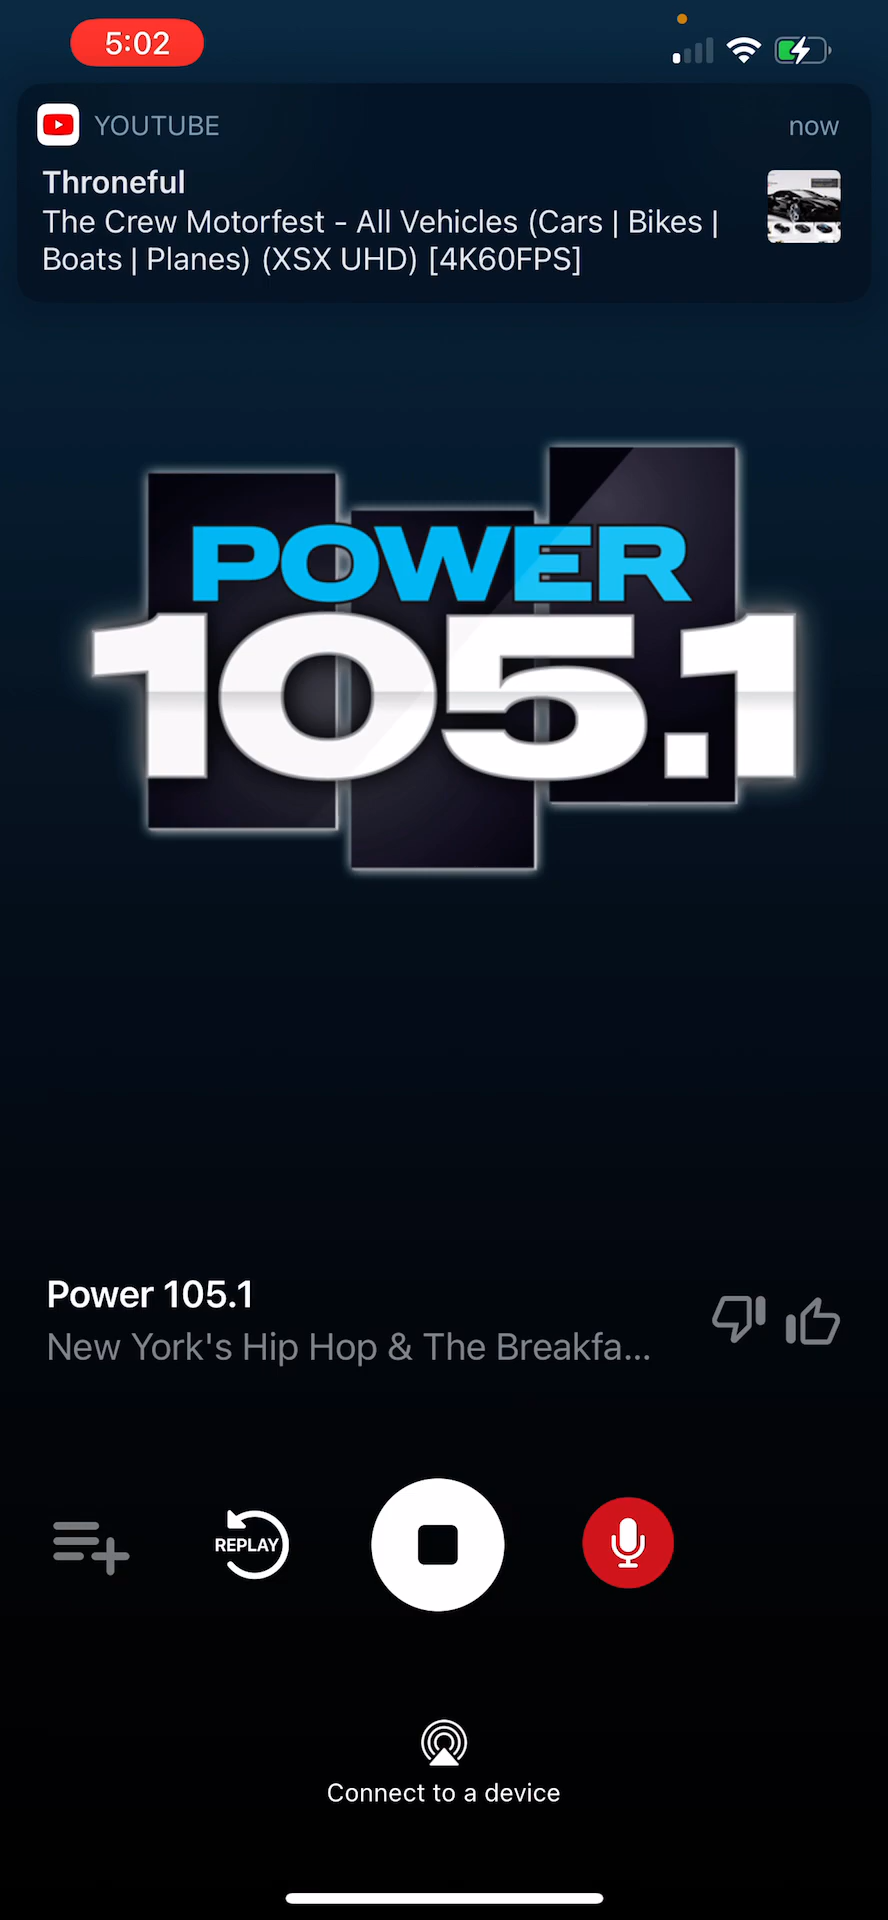 5:02
YOUTUBE
now
Throneful
The Crew Motorfest - All Vehicles (Cars | Bikes |
Boats | Planes) (XSX UHD) [4K60FPS]
POWER
105.1
Power 105.1
New York's Hip Hop & The Breakfa...
REPLAY
Connect to a device